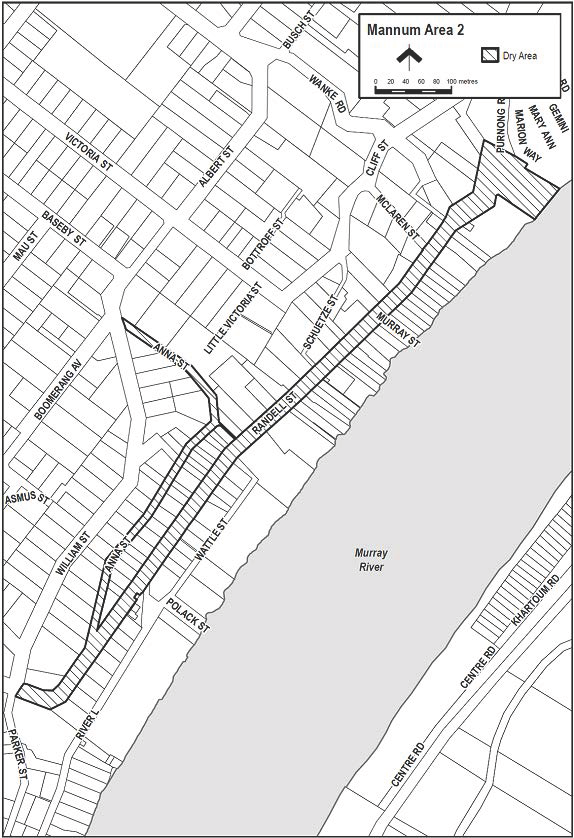 Mannum Area 2
Dry Area
0 20 40 60 80 100 metres
BUSCH ST
WANKE RD
RD
GEMINI
MARY ANN
MARION WAY
PURNONG R
VICTORIA ST
ALBERT ST
CLIFF ST
BASEBY ST
MAU ST
BOTTROFF ST
MCLAREN ST
LITTLE VICTORIA ST
SCHUETZE ST
MURRAY ST
ANNA ST
BOOMERANG AV
RANDELL ST
ASMUS ST
WILLIAM ST
ANNA ST
WATTLE ST
Murray
River
POLACK ST
KHARTOUM RD
CENTRE RD
RIVER L
PARKER ST
CENTRE RD